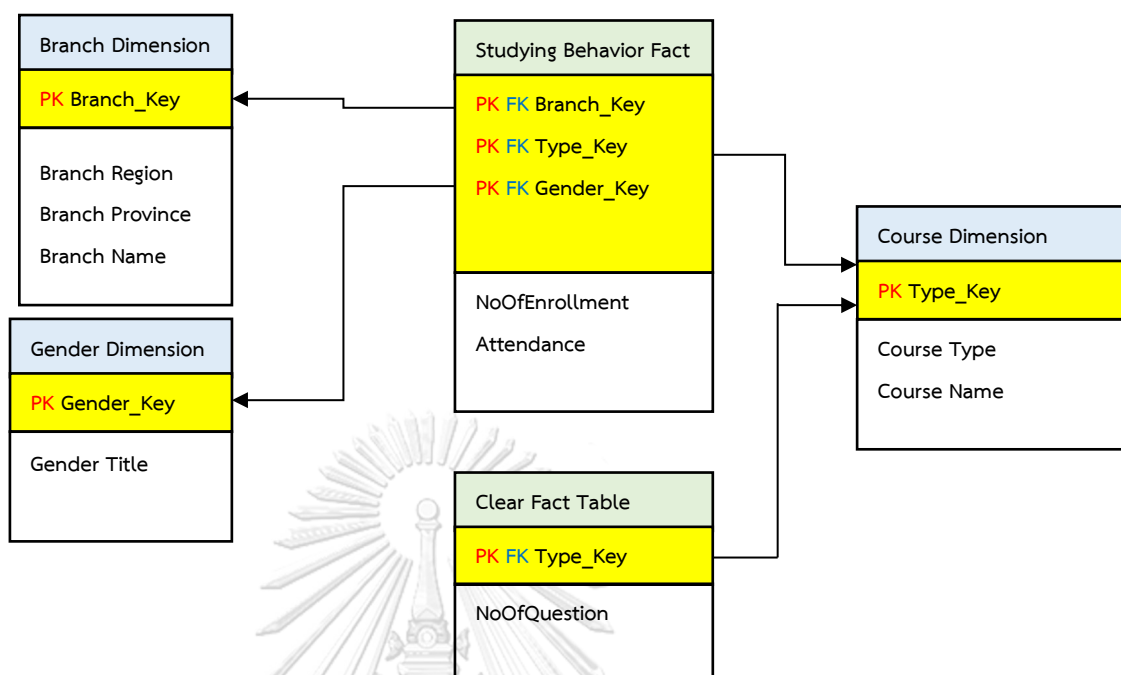 Branch Dimension
PK Branch_Key
Branch Region
Branch Province
Branch Name
Gender Dimension
PK Gender_Key
Gender Title
Studying Behavior Fact
PK FK Branch_Key
PK FK Type_Key
PK FK Gender_Key
NoOfEnrollment
Attendance
Clear Fact Table
PK FK Type_Key
NoOfQuestion
Course Dimension
PK Type_Key
Course Type
Course Name